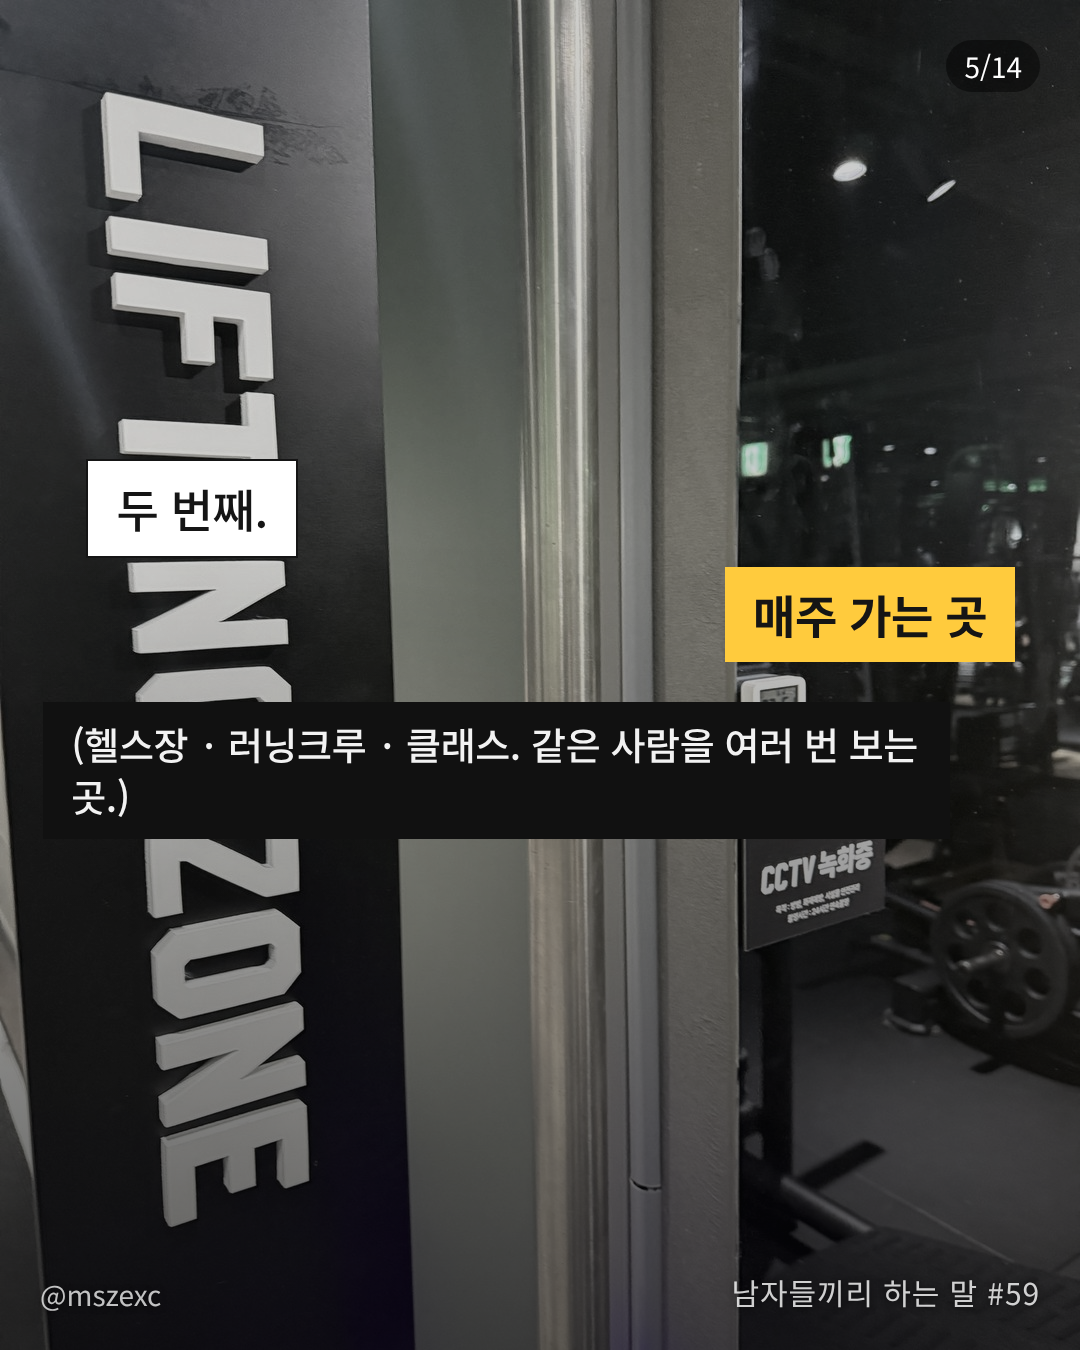 5/14
LIFTING ZONE
두 번째.
매주 가는 곳
(헬스장 · 러닝크루 · 클래스. 같은 사람을 여러 번 보는
곳.)
CCTV 녹화중
@mszexc
남자들끼리 하는 말 #59